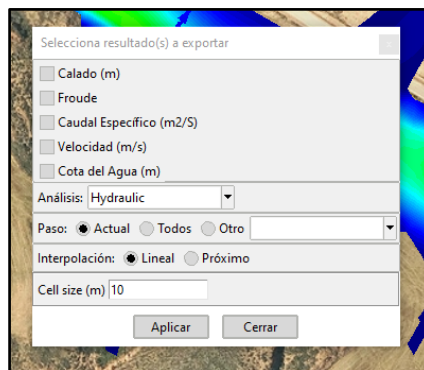 Selecciona resultado(s) a exportar
Calado (m)
Froude
Caudal Específico (m2/S)
Velocidad (m/s)
Cota del Agua (m)
Análisis: Hydraulic
Paso: Actual Todos Otro
Interpolación: Lineal Próximo
Cell size (m) 10
Aplicar Cerrar